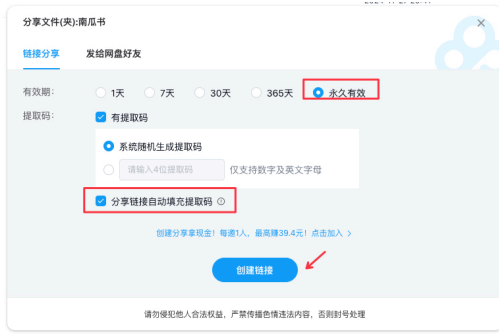 分享文件(夹):南瓜书
链接分享 发给网盘好友
有效期: 1天 7天 30天 365天 永久有效
提取码: 有提取码
系统随机生成提取码
请输入4位提取码 仅支持数字及英文字母
分享链接自动填充提取码
创建分享享现金!每邀1人,最高赚39.4元!点击加入 >
创建链接
请勿侵犯他人合法权益,严禁传播色情违法内容,否则封号处理